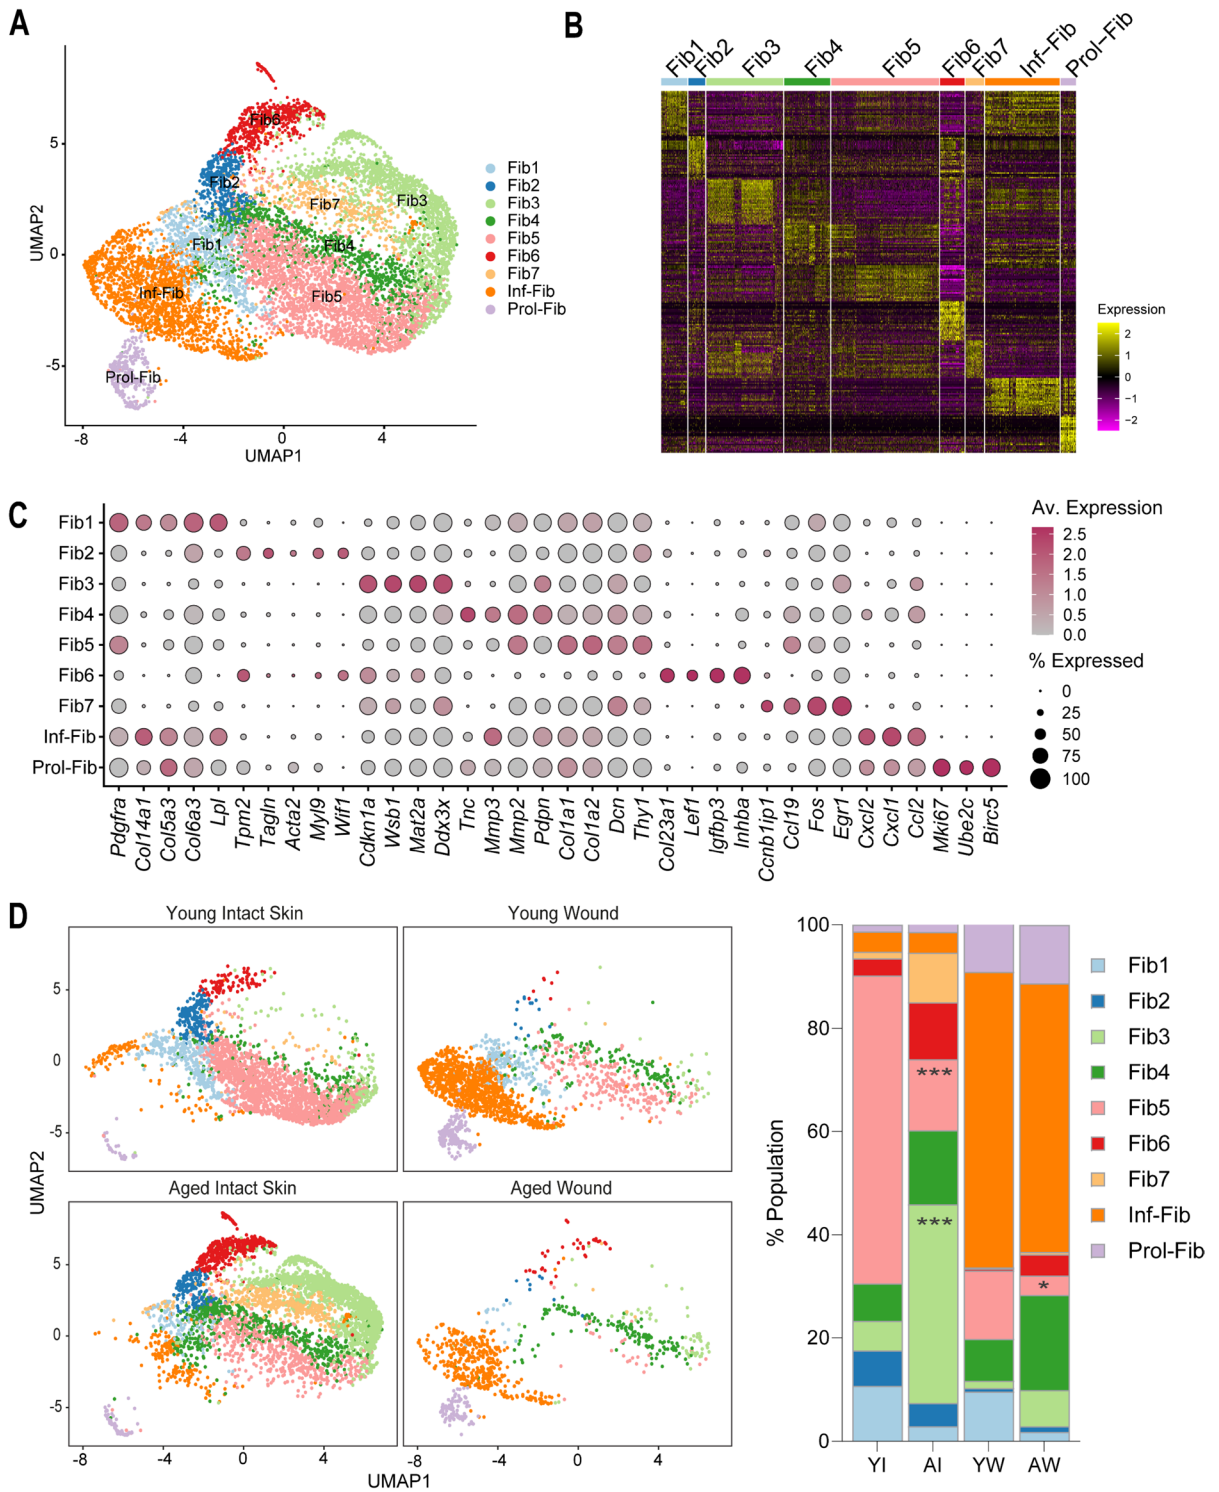 A
UMAP2
5
0
-5
-8
-4
0
4
UMAP1
Fib6
Fib2
Fib3
Fib7
Fib1
Fib4
Inf-Fib
Fib5
Prol-Fib
Fib1
Fib2
Fib3
Fib4
Fib5
Fib6
Fib7
Inf-Fib
Prol-Fib
B
Fib1
Fib2
Fib3
Fib4
Fib5
Fib6
Fib7
Inf-Fib
Prol-Fib
Expression
2
1
0
−1
−2
C
Fib1
Fib2
Fib3
Fib4
Fib5
Fib6
Fib7
Inf-Fib
Prol-Fib
Pdgfra
Col14a1
Col5a3
Col6a3
Lpl
Tpm2
Tagln
Acta2
Myl9
Wif1
Cdkn1a
Wsb1
Mat2a
Ddx3x
Tnc
Mmp3
Mmp2
Pdpn
Col1a1
Col1a2
Dcn
Thy1
Col23a1
Lef1
Igfbp3
Inhba
Ccnb1ip1
Ccl19
Fos
Egr1
Cxcl2
Cxcl1
Ccl2
Mki67
Ube2c
Birc5
Av. Expression
2.5
2.0
1.5
1.0
0.5
0.0
% Expressed
0
25
50
75
100
D
Young Intact Skin
Young Wound
Aged Intact Skin
Aged Wound
UMAP2
5
0
-5
5
0
-5
-8
-4
0
4
-8
-4
0
4
UMAP1
% Population
100
80
60
40
20
0
***
***
*
YI
AI
YW
AW
Fib1
Fib2
Fib3
Fib4
Fib5
Fib6
Fib7
Inf-Fib
Prol-Fib